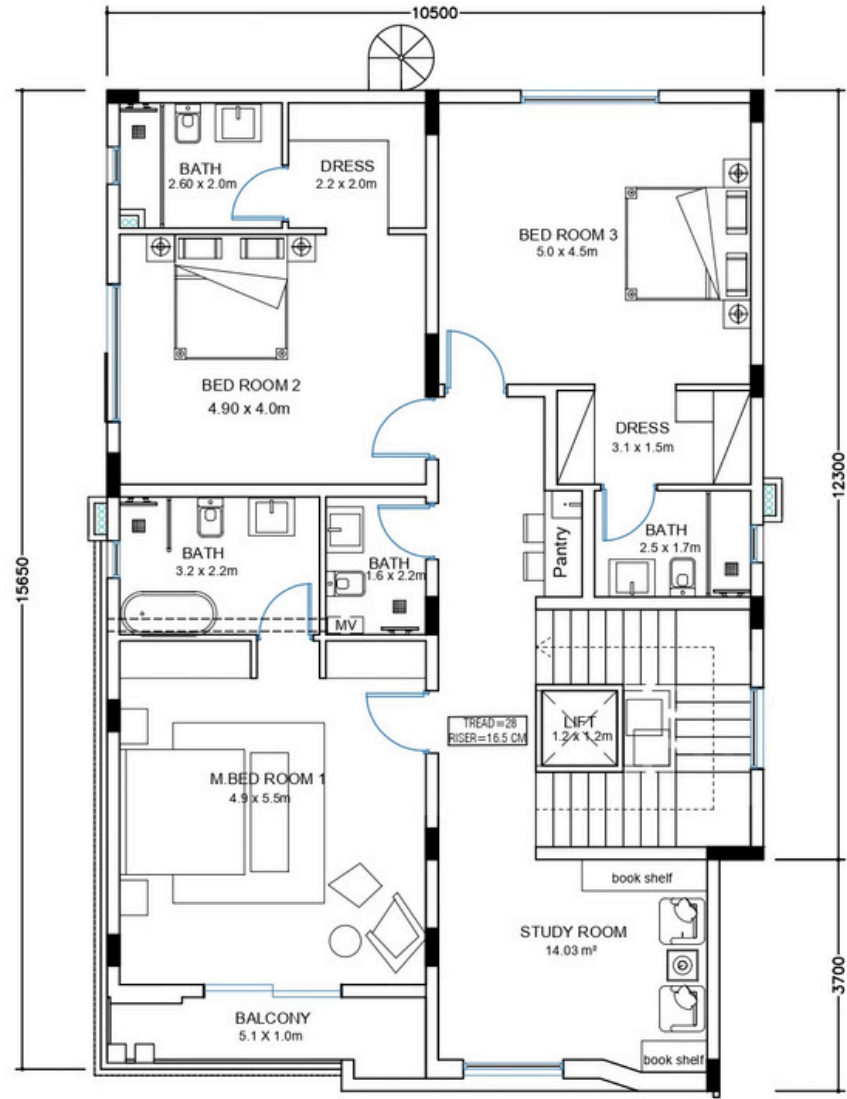 10500
BATH
2.60 x 2.0m
DRESS
2.2 x 2.0m
BED ROOM 3
5.0 x 4.5m
BED ROOM 2
4.90 x 4.0m
DRESS
3.1 x 1.5m
12300
15650
BATH
3.2 x 2.2m
BATH
1.6 x 2.2m
Pantry
BATH
2.5 x 1.7m
MV
TREAD=28
RISER=16.5 CM
LIFT
1.2 x 1.2m
M.BED ROOM 1
4.9 x 5.5m
book shelf
STUDY ROOM
14.03 m²
3700
BALCONY
5.1 X 1.0m
book shelf